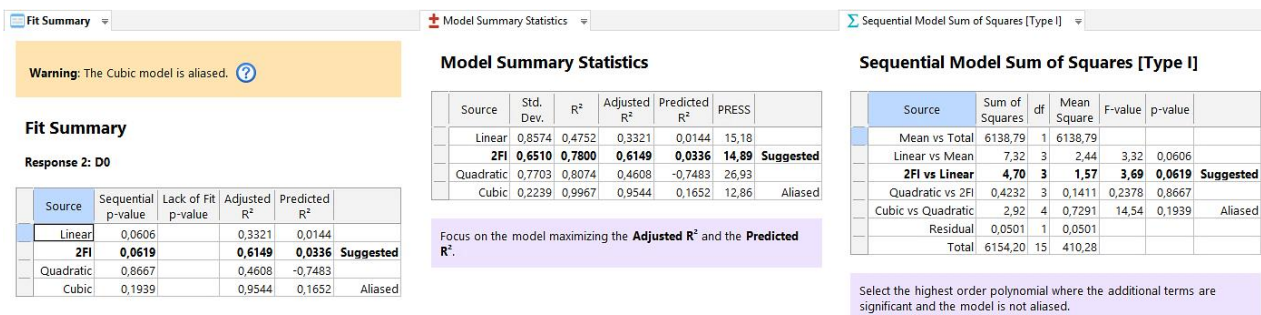 Fit Summary
Warning: The Cubic model is aliased. ?
Fit Summary
Response 2: D0
Source Sequential p-value Lack of Fit p-value Adjusted R² Predicted R²
Linear 0,0606 0,3321 0,0144
2FI 0,0619 0,6149 0,0336 Suggested
Quadratic 0,8667 0,4608 -0,7483
Cubic 0,1939 0,9544 0,1652 Aliased
Model Summary Statistics
Model Summary Statistics
Source Std. Dev. R² Adjusted R² Predicted R² PRESS
Linear 0,8574 0,4752 0,3321 0,0144 15,18
2FI 0,6510 0,7800 0,6149 0,0336 14,89 Suggested
Quadratic 0,7703 0,8074 0,4608 -0,7483 26,93
Cubic 0,2239 0,9967 0,9544 0,1652 12,86 Aliased
Focus on the model maximizing the Adjusted R² and the Predicted
R².
Sequential Model Sum of Squares [Type I]
Sequential Model Sum of Squares [Type I]
Source Sum of Squares df Mean Square F-value p-value
Mean vs Total 6138,79 1 6138,79
Linear vs Mean 7,32 3 2,44 3,32 0,0606
2FI vs Linear 4,70 3 1,57 3,69 0,0619 Suggested
Quadratic vs 2FI 0,4232 3 0,1411 0,2378 0,8667
Cubic vs Quadratic 2,92 4 0,7291 14,54 0,1939 Aliased
Residual 0,0501 1 0,0501
Total 6154,20 15 410,28
Select the highest order polynomial where the additional terms are
significant and the model is not aliased.